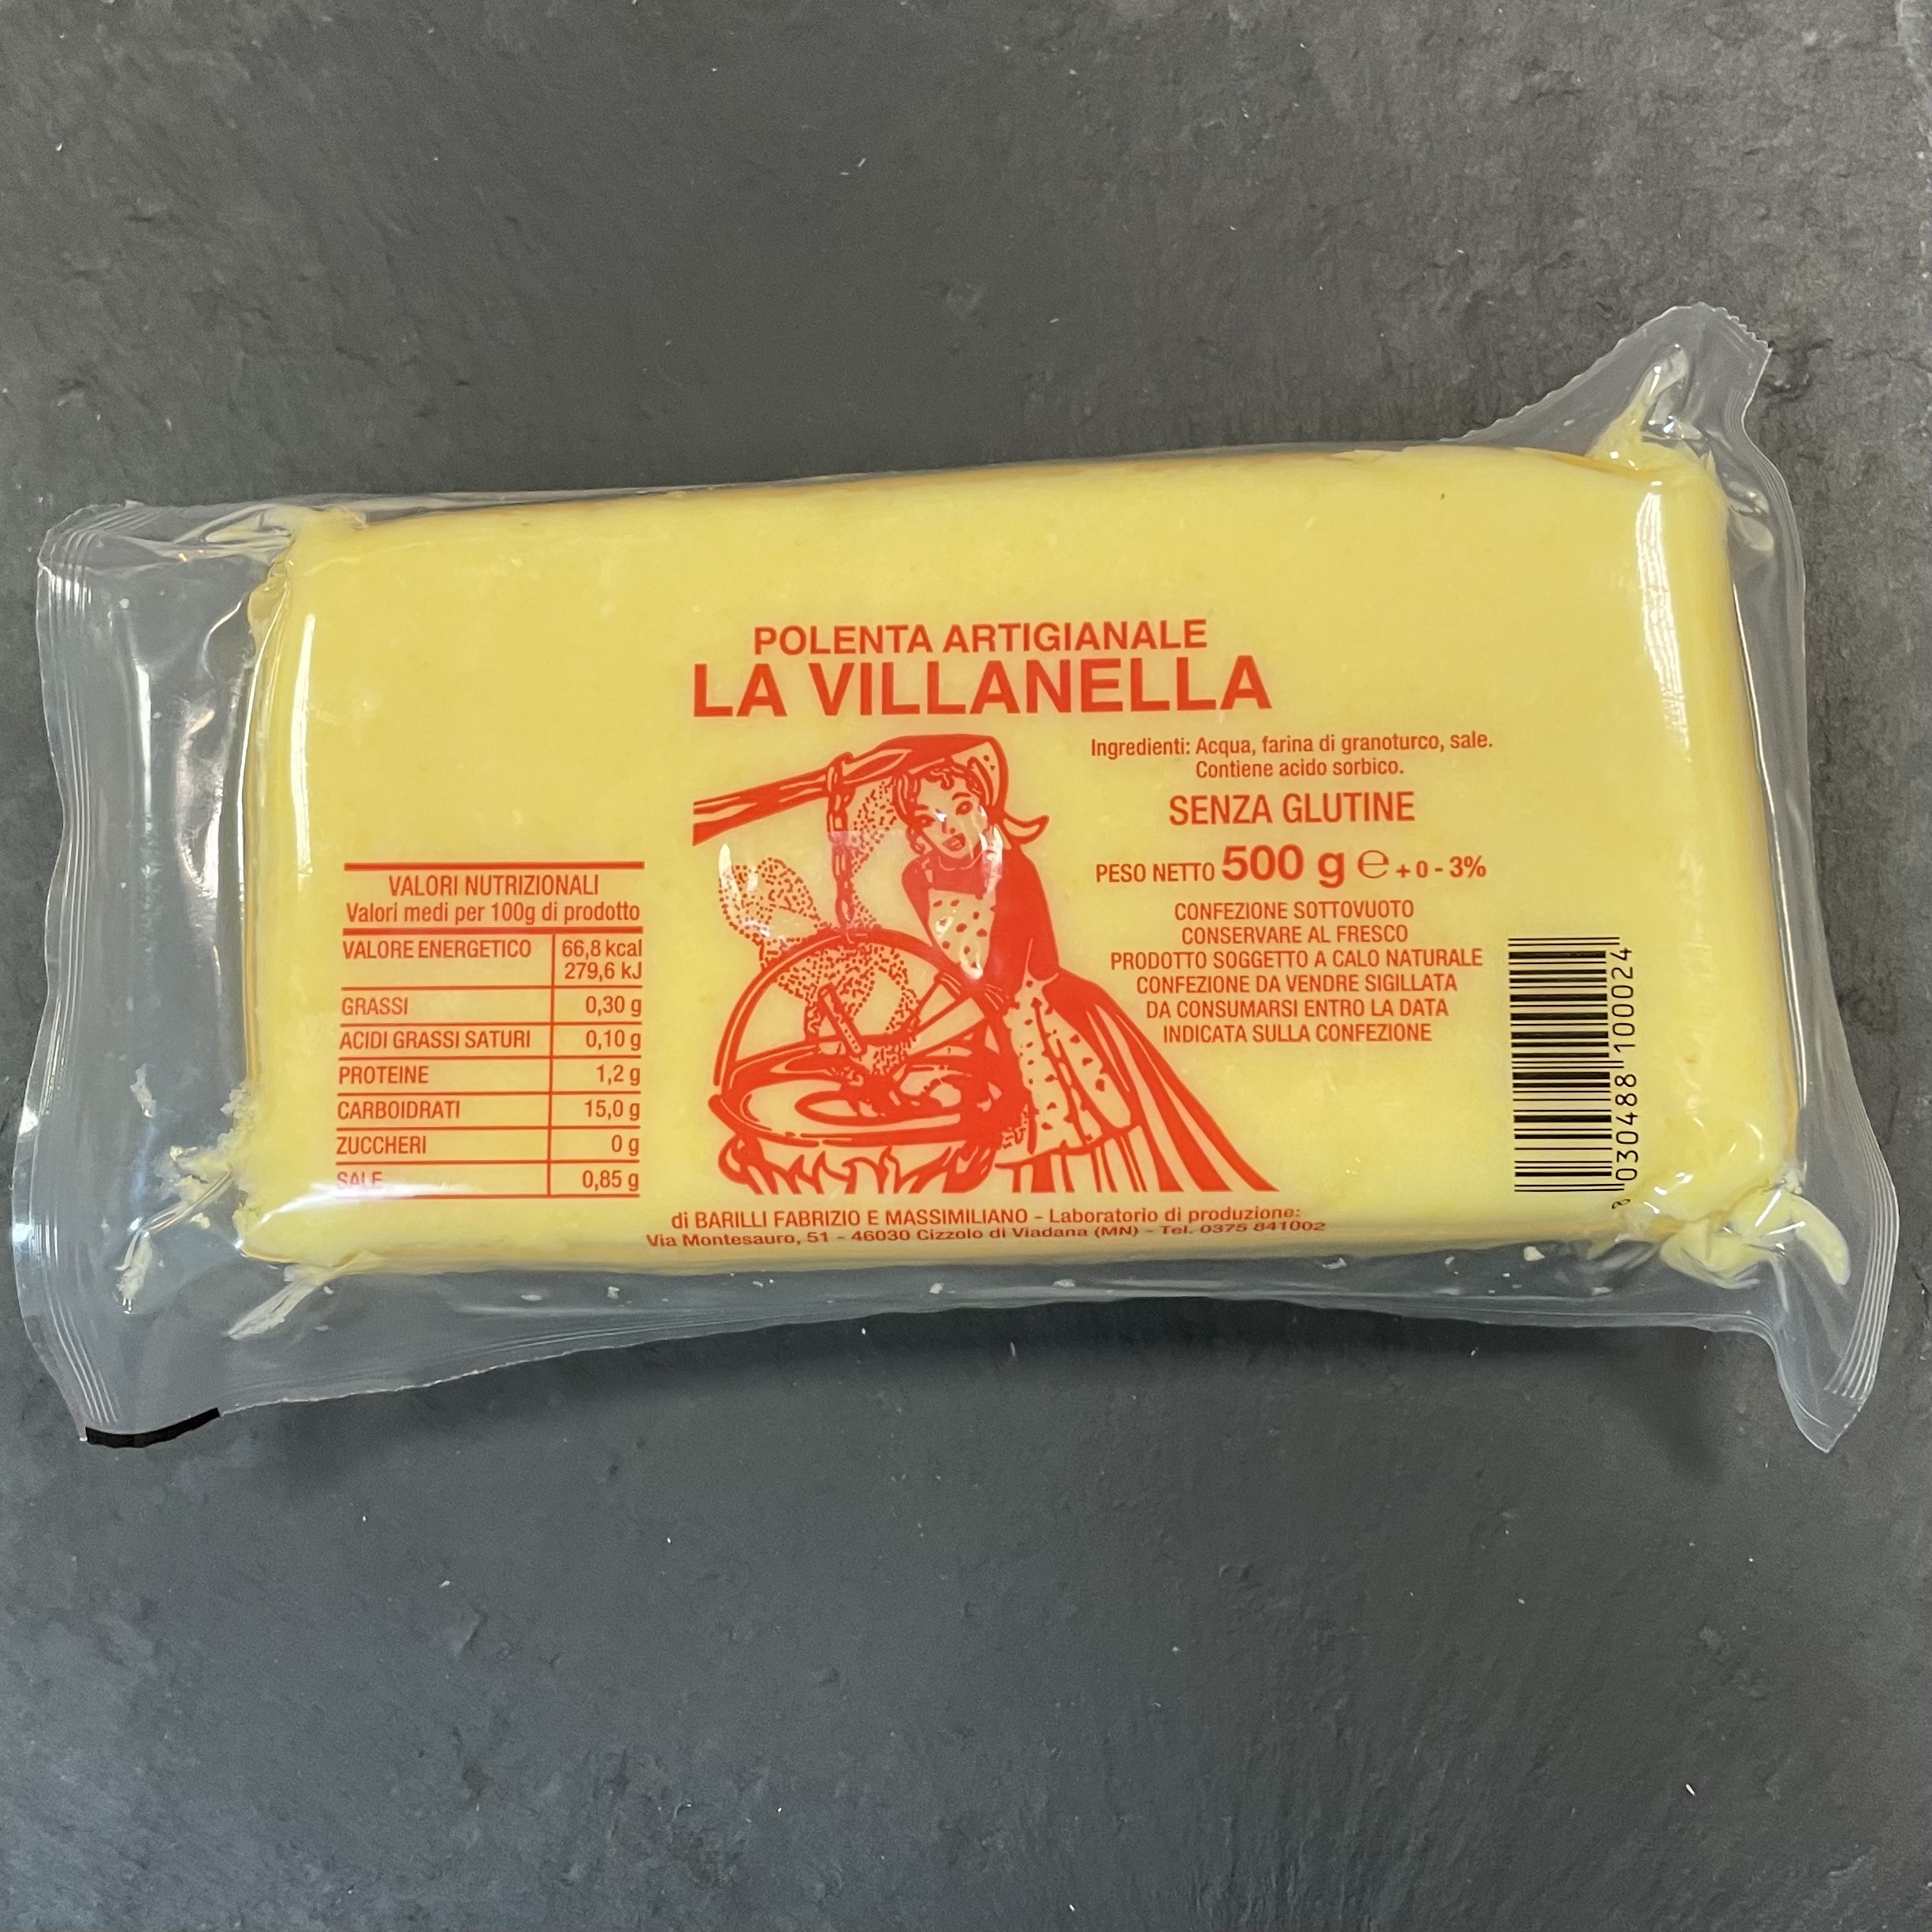 POLENTA ARTIGIANALE
LA VILLANELLA
Ingredienti: Acqua, farina di granoturco, sale.
Contiene acido sorbico.
SENZA GLUTINE
PESO NETTO 500 g ℮ + 0 - 3%
CONFEZIONE SOTTOVUOTO
CONSERVARE AL FRESCO
PRODOTTO SOGGETTO A CALO NATURALE
CONFEZIONE DA VENDRE SIGILLATA
DA CONSUMARSI ENTRO LA DATA
INDICATA SULLA CONFEZIONE
VALORI NUTRIZIONALI
Valori medi per 100g di prodotto
VALORE ENERGETICO 66,8 kcal
279,6 kJ
GRASSI 0,30 g
ACIDI GRASSI SATURI 0,10 g
PROTEINE 1,2 g
CARBOIDRATI 15,0 g
ZUCCHERI 0 g
SALE 0,85 g
8 030488 100024
di BARILLI FABRIZIO E MASSIMILIANO - Laboratorio di produzione:
Via Montesauro, 51 - 46030 Cizzolo di Viadana (MN) - Tel. 0375 841002